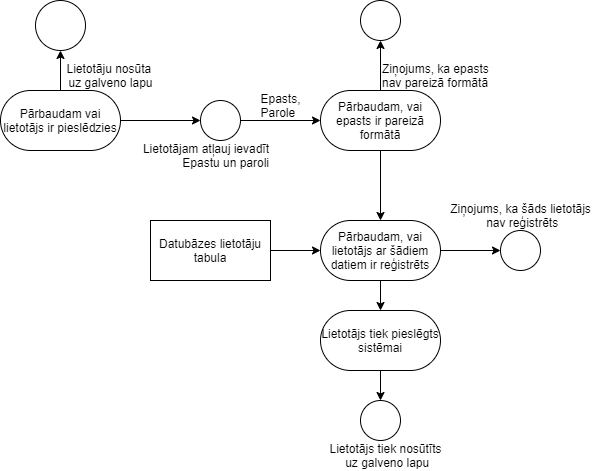 Lietotāju nosūta
uz galveno lapu
Ziņojums, ka epasts
nav pareizā formātā
Pārbaudam vai
lietotājs ir pieslēdzies
Epasts,
Parole
Pārbaudam, vai
epasts ir pareizā
formātā
Lietotājam atļauj ievadīt
Epastu un paroli
Ziņojums, ka šāds lietotājs
nav reģistrēts
Datubāzes lietotāju
tabula
Pārbaudam, vai
lietotājs ar šādiem
datiem ir reģistrēts
Lietotājs tiek pieslēgts
sistēmai
Lietotājs tiek nosūtīts
uz galveno lapu